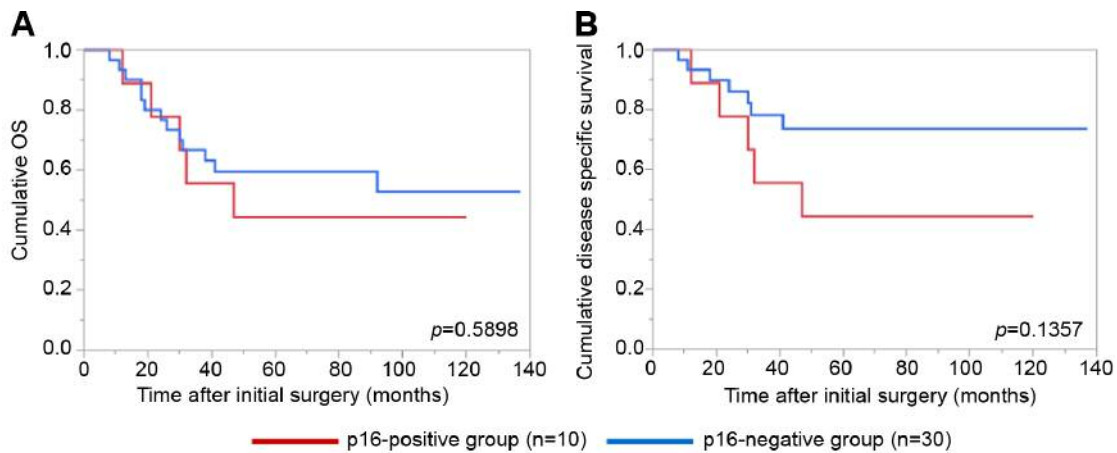 A
B
Cumulative OS
1.0
0.8
0.6
0.4
0.2
0.0
p=0.5898
0 20 40 60 80 100 120 140
Time after initial surgery (months)
Cumulative disease specific survival
1.0
0.8
0.6
0.4
0.2
0.0
p=0.1357
0 20 40 60 80 100 120 140
Time after initial surgery (months)
p16-positive group (n=10) p16-negative group (n=30)